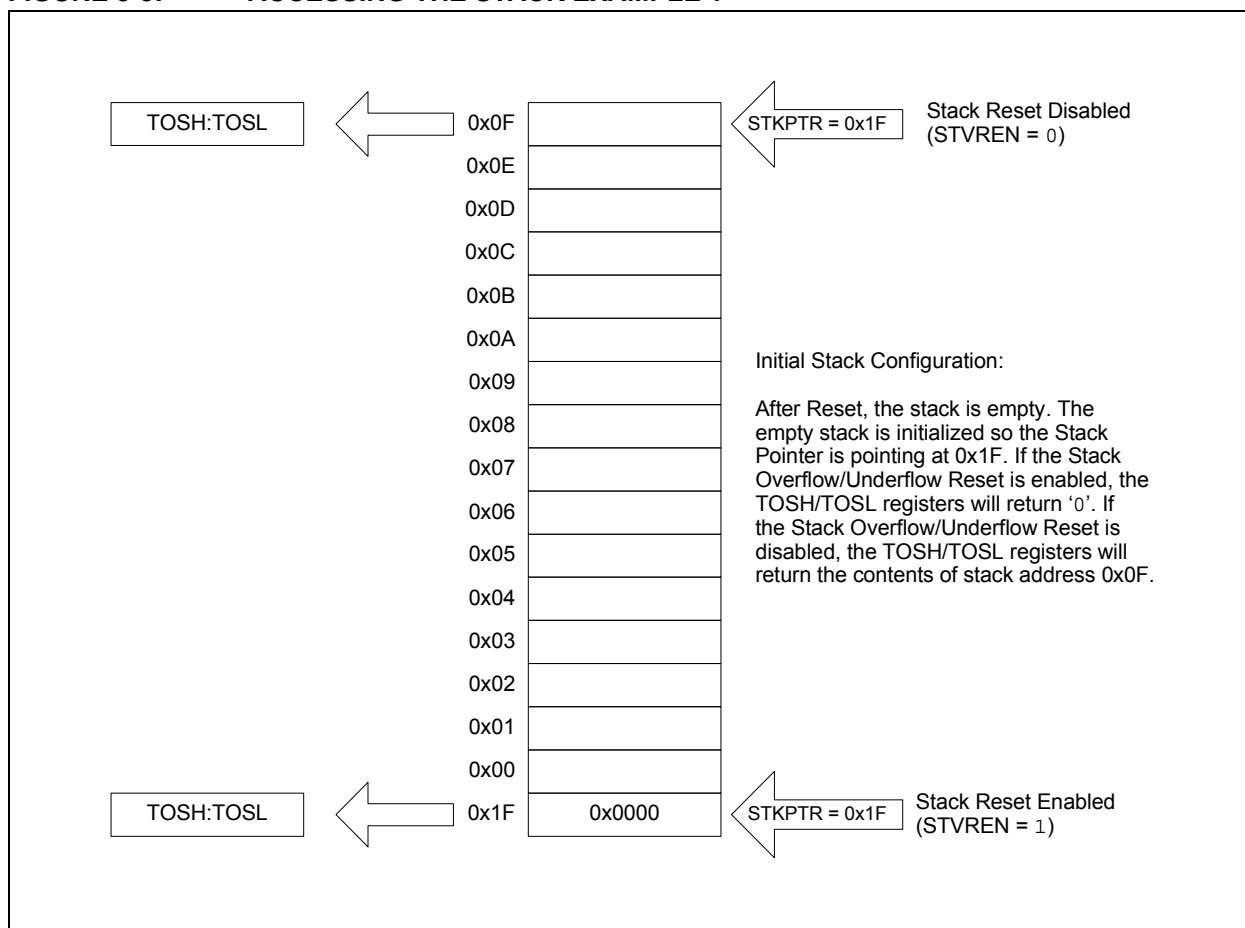 TOSH:TOSL
0x0F
STKPTR = 0x1F
Stack Reset Disabled
(STVREN = 0)
0x0E
0x0D
0x0C
0x0B
0x0A
0x09
0x08
0x07
0x06
0x05
0x04
0x03
0x02
0x01
0x00
Initial Stack Configuration:
After Reset, the stack is empty. The
empty stack is initialized so the Stack
Pointer is pointing at 0x1F. If the Stack
Overflow/Underflow Reset is enabled, the
TOSH/TOSL registers will return ‘0’. If
the Stack Overflow/Underflow Reset is
disabled, the TOSH/TOSL registers will
return the contents of stack address 0x0F.
TOSH:TOSL
0x1F
0x0000
STKPTR = 0x1F
Stack Reset Enabled
(STVREN = 1)